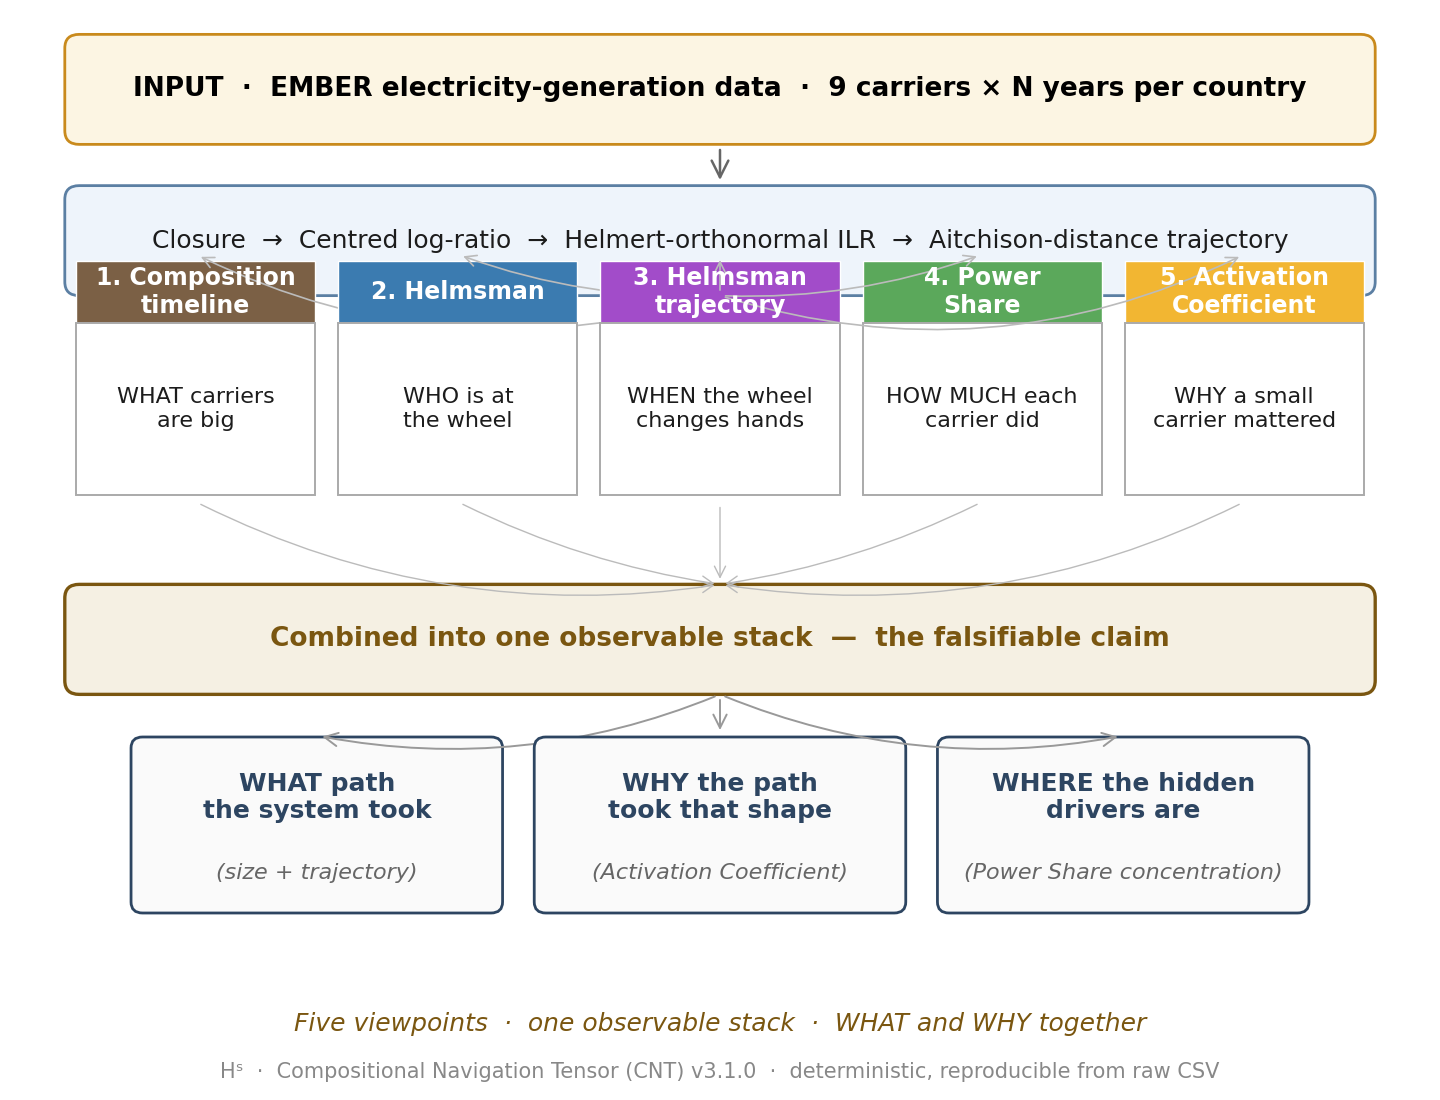 INPUT · EMBER electricity-generation data · 9 carriers × N years per country
Closure → Centred log-ratio → Helmert-orthonormal ILR → Aitchison-distance trajectory
1. Composition
timeline
2. Helmsman
3. Helmsman
trajectory
4. Power
Share
5. Activation
Coefficient
WHAT carriers
are big
WHO is at
the wheel
WHEN the wheel
changes hands
HOW MUCH each
carrier did
WHY a small
carrier mattered
Combined into one observable stack — the falsifiable claim
WHAT path
the system took
(size + trajectory)
WHY the path
took that shape
(Activation Coefficient)
WHERE the hidden
drivers are
(Power Share concentration)
Five viewpoints · one observable stack · WHAT and WHY together
Hˢ · Compositional Navigation Tensor (CNT) v3.1.0 · deterministic, reproducible from raw CSV